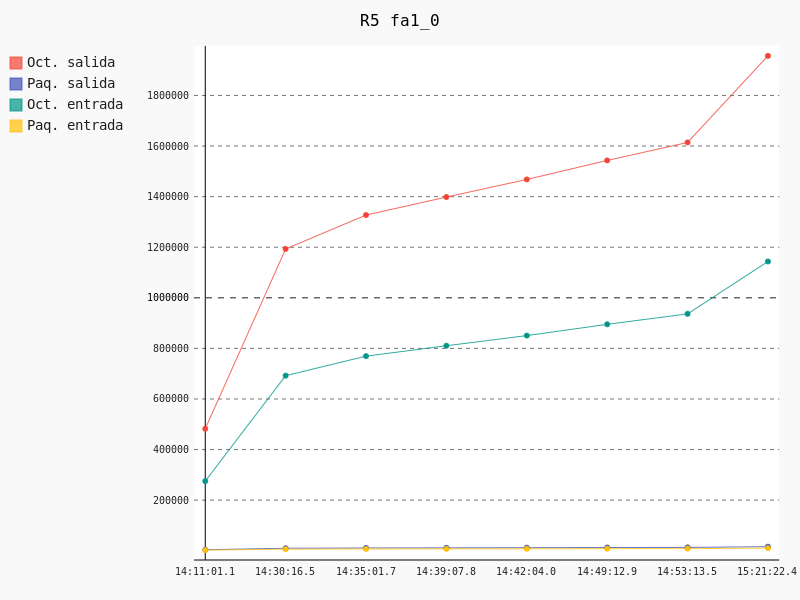 R5 fa1_0
Oct. salida
Paq. salida
Oct. entrada
Paq. entrada
1800000
1600000
1400000
1200000
1000000
800000
600000
400000
200000
14:11:01.1 14:30:16.5 14:35:01.7 14:39:07.8 14:42:04.0 14:49:12.9 14:53:13.5 15:21:22.4